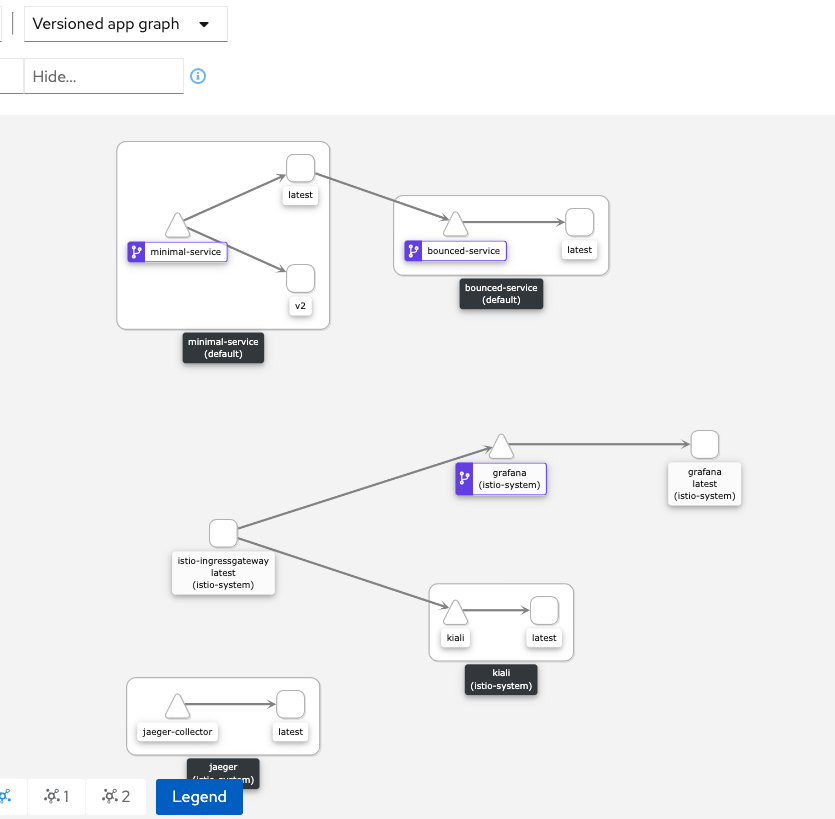 Versioned app graph
Hide...
latest
minimal-service
v2
minimal-service
(default)
bounced-service
latest
bounced-service
(default)
grafana
(istio-system)
grafana
latest
(istio-system)
istio-ingressgateway
latest
(istio-system)
kiali
latest
kiali
(istio-system)
jaeger-collector
latest
jaeger
(istio-system)
1
2
Legend